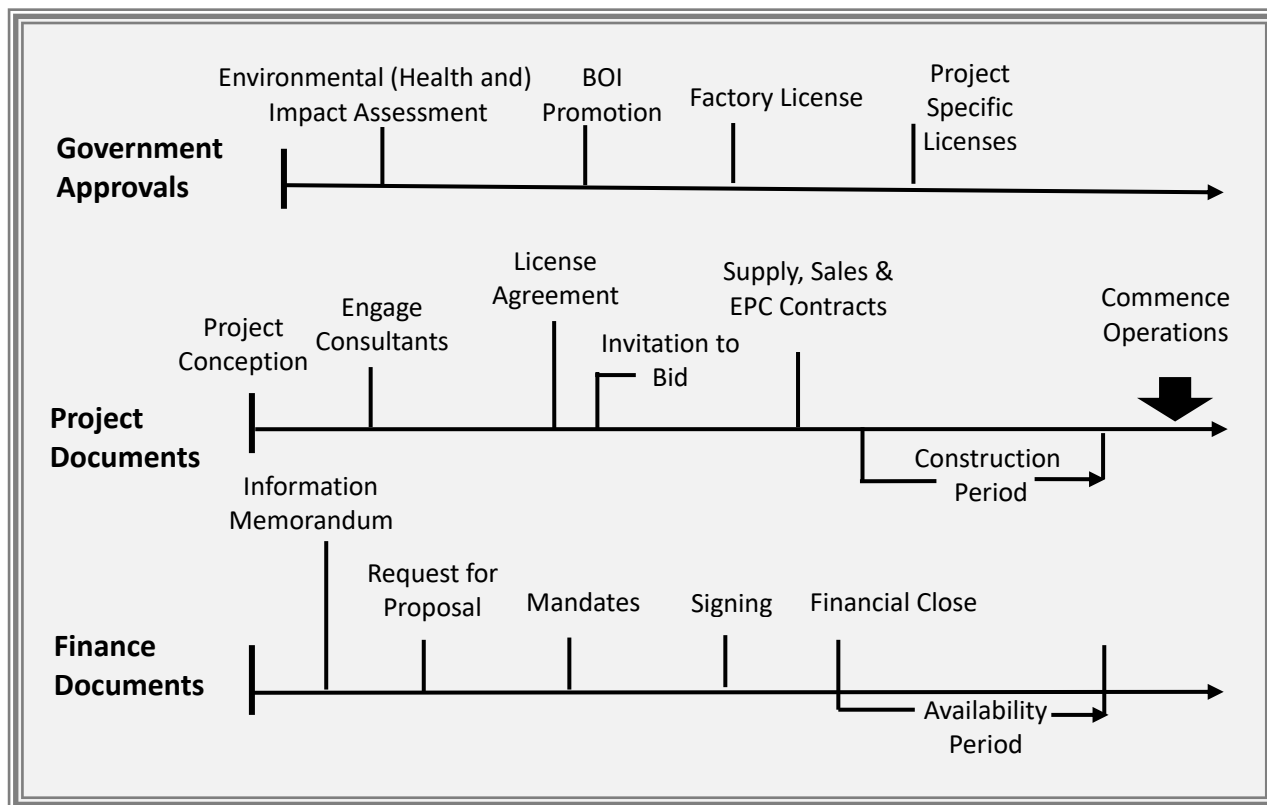 Environmental (Health and)
Impact Assessment
BOI
Promotion
Factory License
Project
Specific
Licenses
Government
Approvals
Project
Conception
Engage
Consultants
License
Agreement
Invitation to
Bid
Supply, Sales &
EPC Contracts
Commence
Operations
Project
Documents
Construction
Period
Information
Memorandum
Request for
Proposal
Mandates
Signing
Financial Close
Finance
Documents
Availability
Period